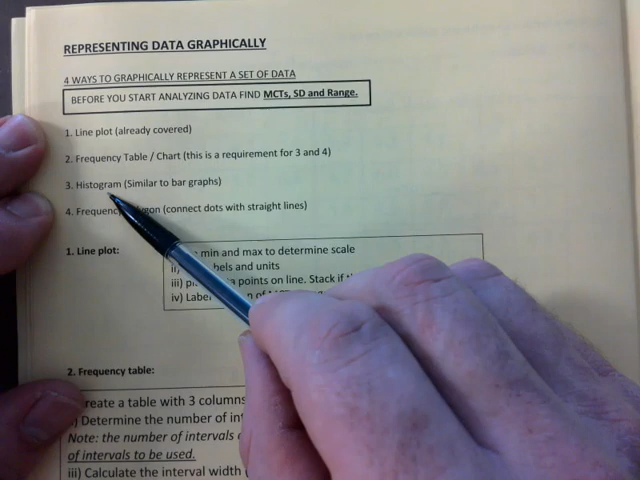 REPRESENTING DATA GRAPHICALLY
4 WAYS TO GRAPHICALLY REPRESENT A SET OF DATA
BEFORE YOU START ANALYZING DATA FIND MCTs, SD and Range.
1. Line plot (already covered)
2. Frequency Table / Chart (this is a requirement for 3 and 4)
3. Histogram (Similar to bar graphs)
4. Frequency (connect dots with straight lines)
1. Line plot:
min and max to determine scale
ii) and units
iii) points on line. Stack if
iv) Label of
2. Frequency table:
a table with 3 columns
) Determine the number of
Note: the number of intervals
of intervals to be used.
iii) Calculate the interval width